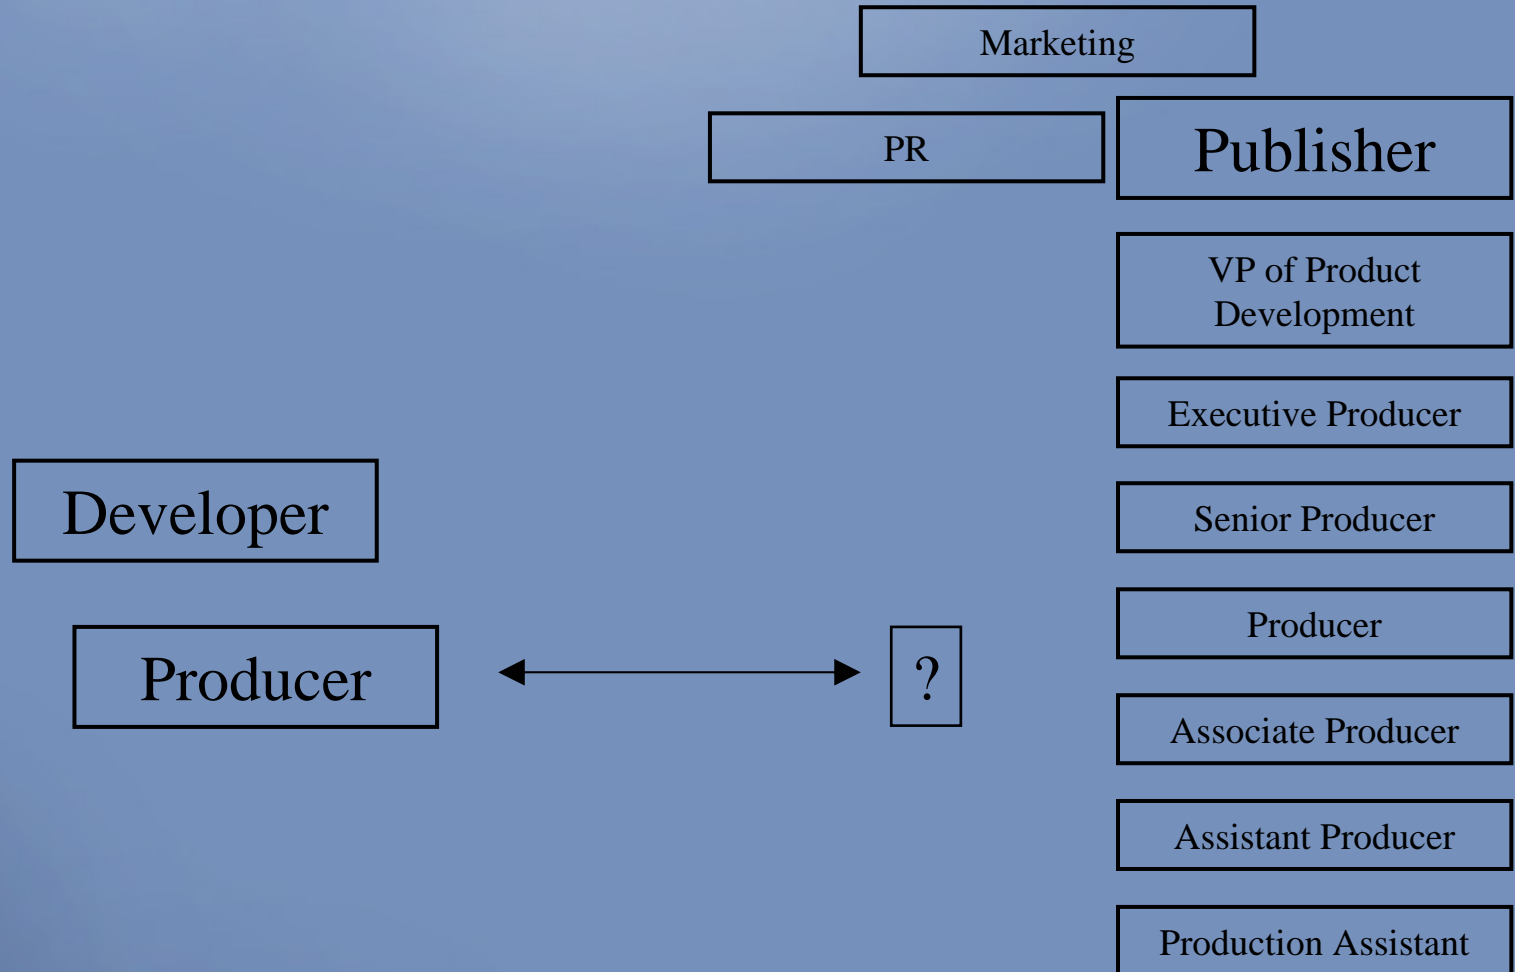 Marketing
PR
Publisher
VP of Product
Development
Executive Producer
Developer
Senior Producer
Producer
Producer
?
Associate Producer
Assistant Producer
Production Assistant